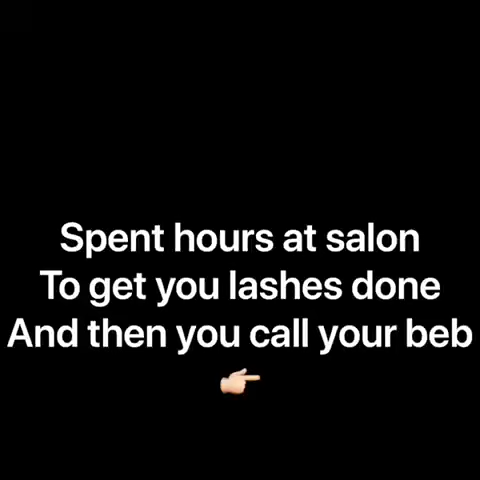 Spent hours at salon
To get you lashes done
And then you call your beb
👉🏻